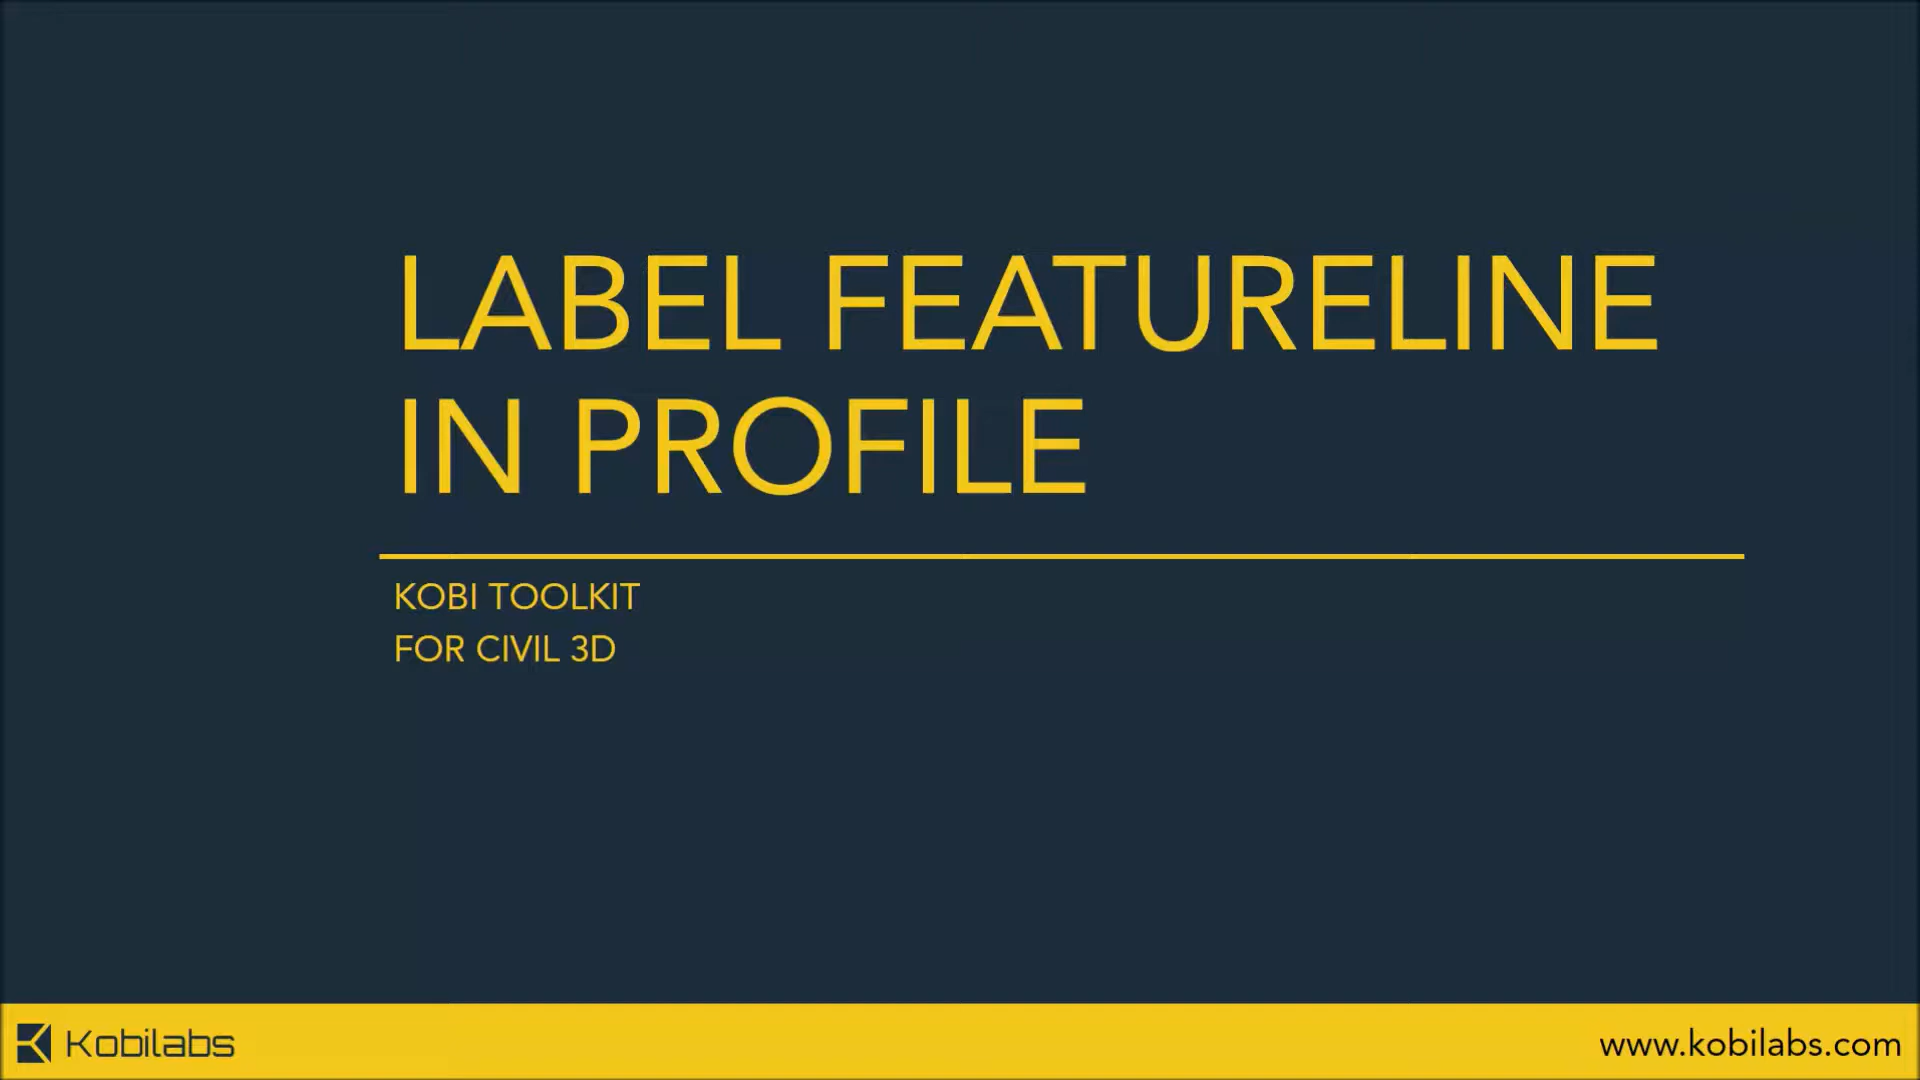 LABEL FEATURELINE
IN PROFILE
KOBI TOOLKIT
FOR CIVIL 3D
Kobilabs
www.kobilabs.com